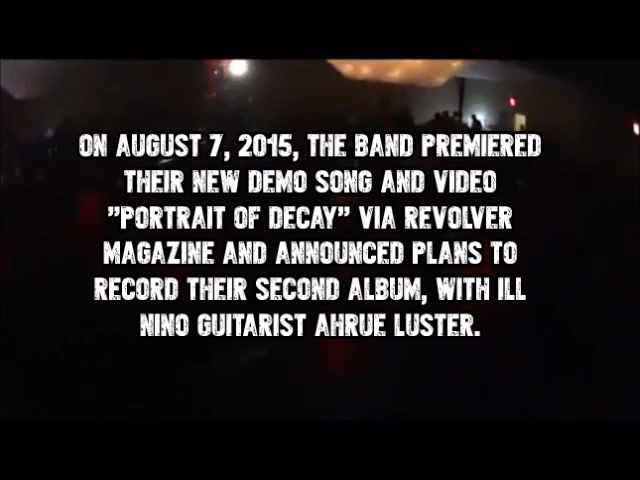 ON AUGUST 7, 2015, THE BAND PREMIERED
THEIR NEW DEMO SONG AND VIDEO
"PORTRAIT OF DECAY" VIA REVOLVER
MAGAZINE AND ANNOUNCED PLANS TO
RECORD THEIR SECOND ALBUM, WITH ILL
NINO GUITARIST AHRUE LUSTER.